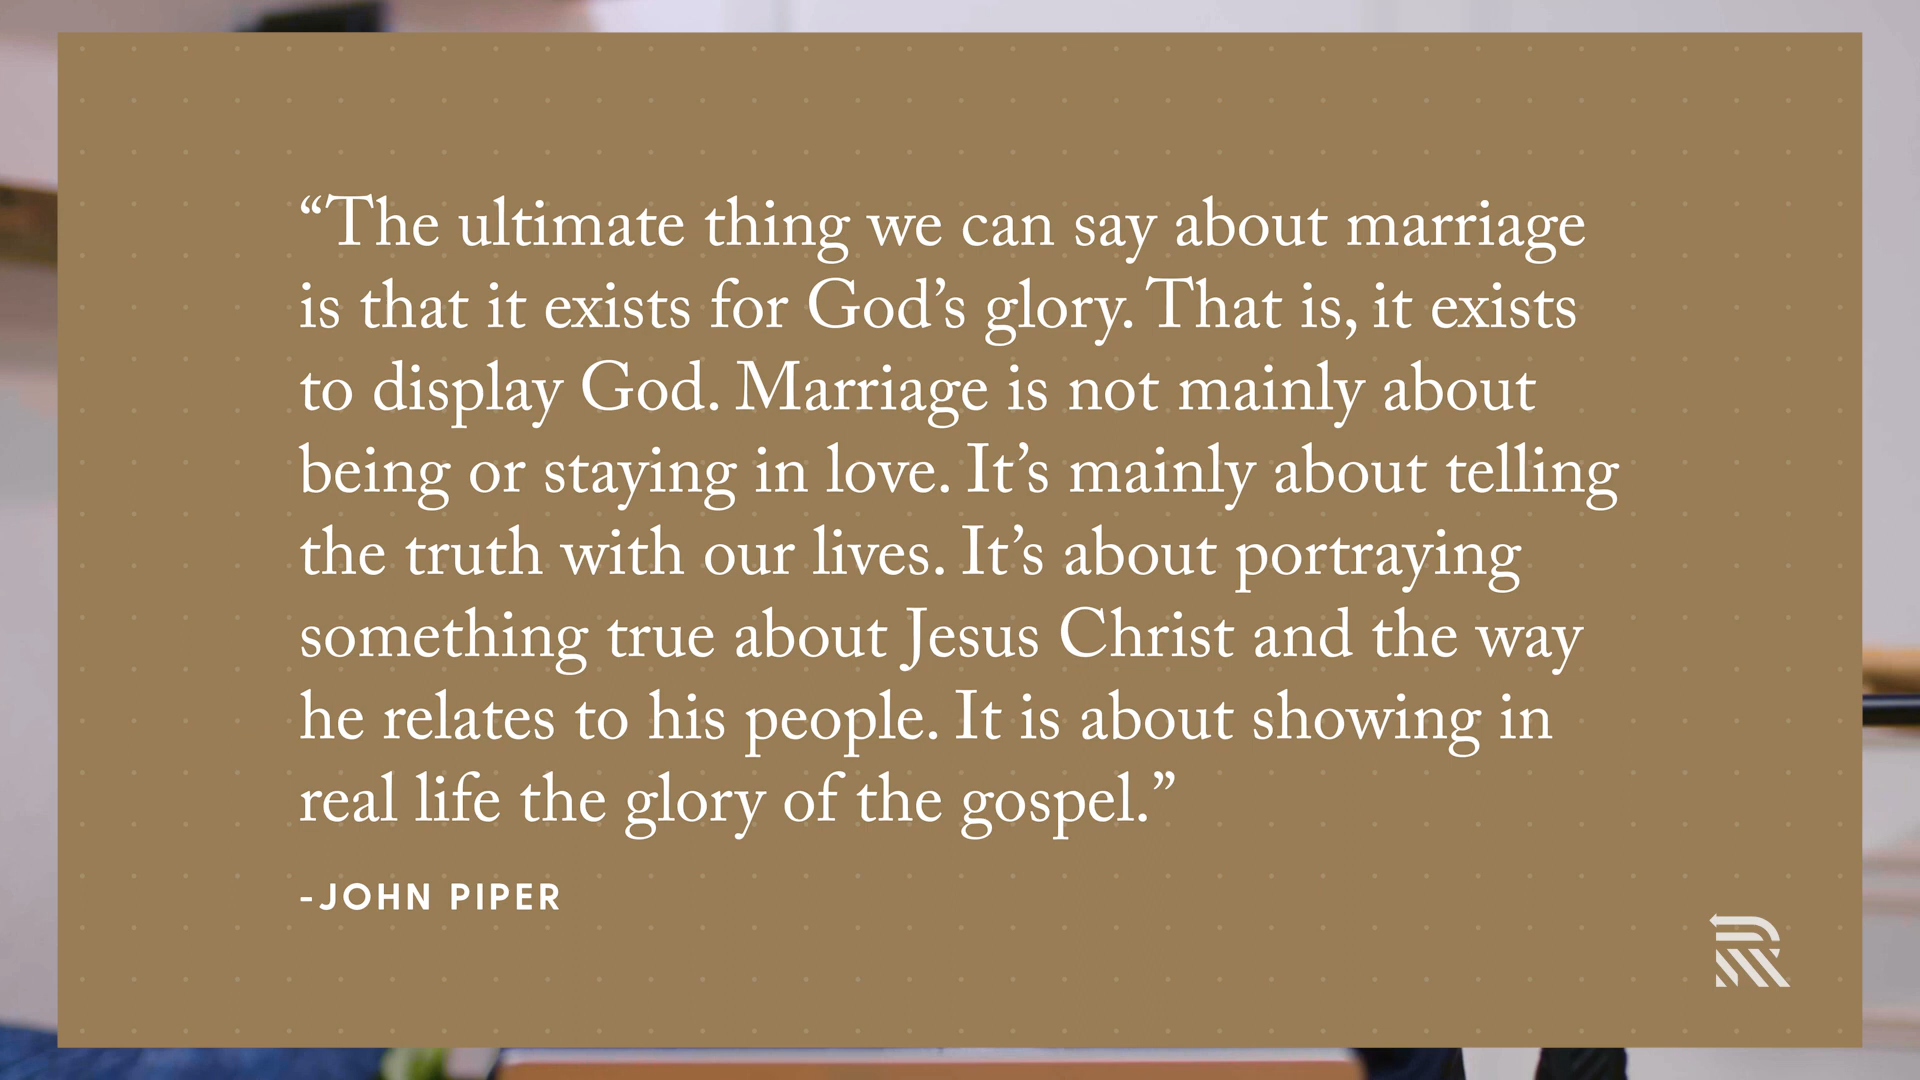 “The ultimate thing we can say about marriage
is that it exists for God’s glory. That is, it exists
to display God. Marriage is not mainly about
being or staying in love. It’s mainly about telling
the truth with our lives. It’s about portraying
something true about Jesus Christ and the way
he relates to his people. It is about showing in
real life the glory of the gospel.”
-JOHN PIPER